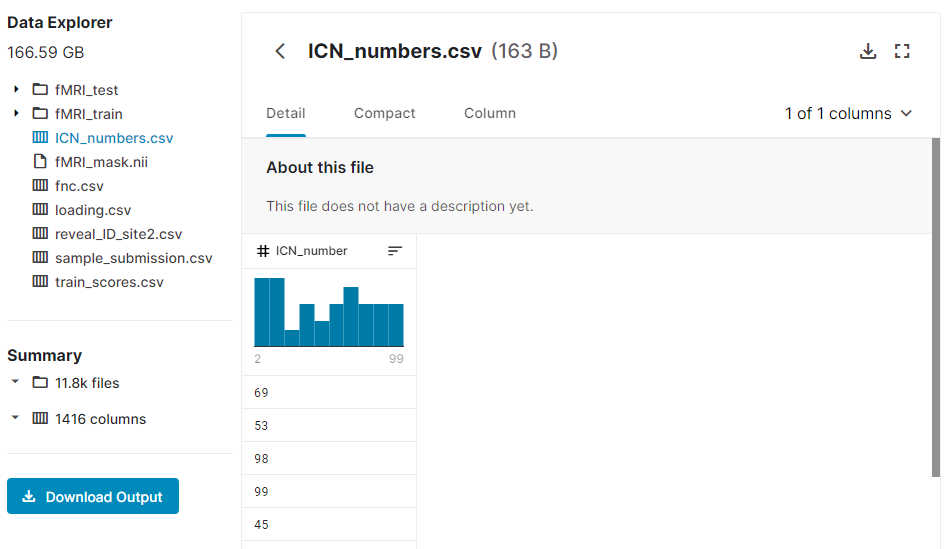 Data Explorer
166.59 GB
fMRI_test
fMRI_train
ICN_numbers.csv
fMRI_mask.nii
fnc.csv
loading.csv
reveal_ID_site2.csv
sample_submission.csv
train_scores.csv
Summary
11.8k files
1416 columns
Download Output
ICN_numbers.csv (163 B)
Detail Compact Column 1 of 1 columns
About this file
This file does not have a description yet.
# ICN_number
2 99
69
53
98
99
45